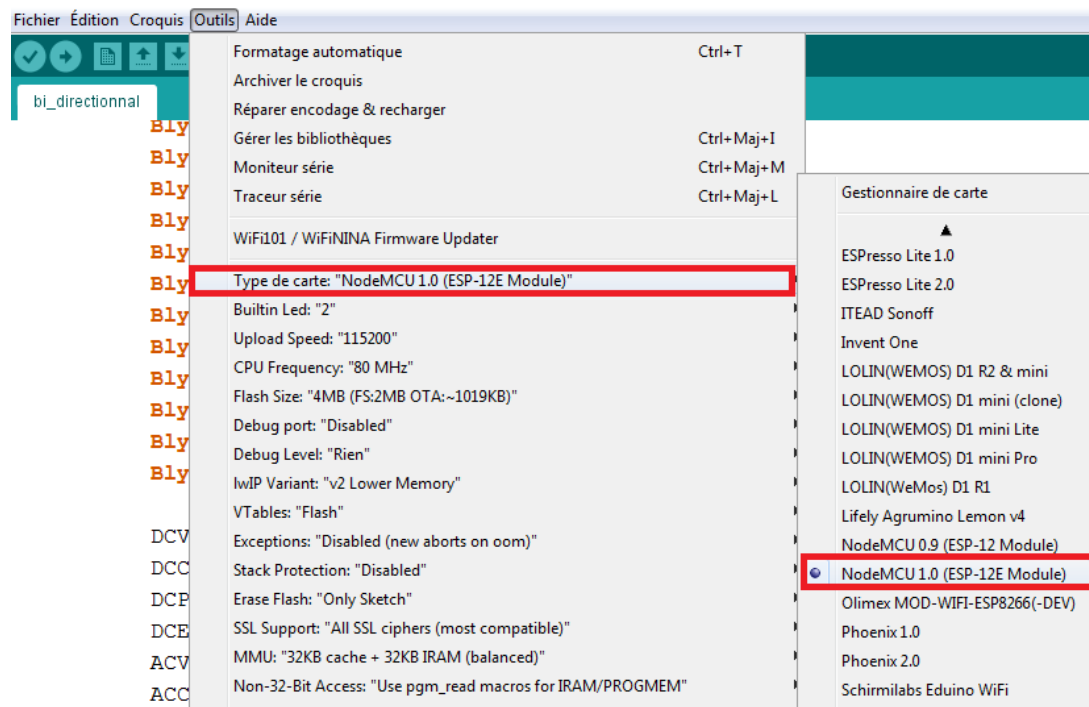 Fichier Édition Croquis Outils Aide
bi_directionnal
Formatage automatique Ctrl+T
Archiver le croquis
Réparer encodage & recharger
Gérer les bibliothèques Ctrl+Maj+I
Moniteur série Ctrl+Maj+M
Traceur série Ctrl+Maj+L
WiFi101 / WiFiNINA Firmware Updater
Type de carte: "NodeMCU 1.0 (ESP-12E Module)"
Builtin Led: "2"
Upload Speed: "115200"
CPU Frequency: "80 MHz"
Flash Size: "4MB (FS:2MB OTA:~1019KB)"
Debug port: "Disabled"
Debug Level: "Rien"
lwIP Variant: "v2 Lower Memory"
VTables: "Flash"
Exceptions: "Disabled (new aborts on oom)"
Stack Protection: "Disabled"
Erase Flash: "Only Sketch"
SSL Support: "All SSL ciphers (most compatible)"
MMU: "32KB cache + 32KB IRAM (balanced)"
Non-32-Bit Access: "Use pgm_read macros for IRAM/PROGMEM"
Gestionnaire de carte
ESPresso Lite 1.0
ESPresso Lite 2.0
ITEAD Sonoff
Invent One
LOLIN(WEMOS) D1 R2 & mini
LOLIN(WEMOS) D1 mini (clone)
LOLIN(WEMOS) D1 mini Lite
LOLIN(WEMOS) D1 mini Pro
LOLIN(WeMos) D1 R1
Lifely Agrumino Lemon v4
NodeMCU 0.9 (ESP-12 Module)
NodeMCU 1.0 (ESP-12E Module)
Olimex MOD-WIFI-ESP8266(-DEV)
Phoenix 1.0
Phoenix 2.0
Schirmilabs Eduino WiFi
Bly
Bly
Bly
Bly
Bly
Bly
Bly
Bly
Bly
Bly
Bly
Bly
DCV
DCC
DCP
DCE
ACV
ACC